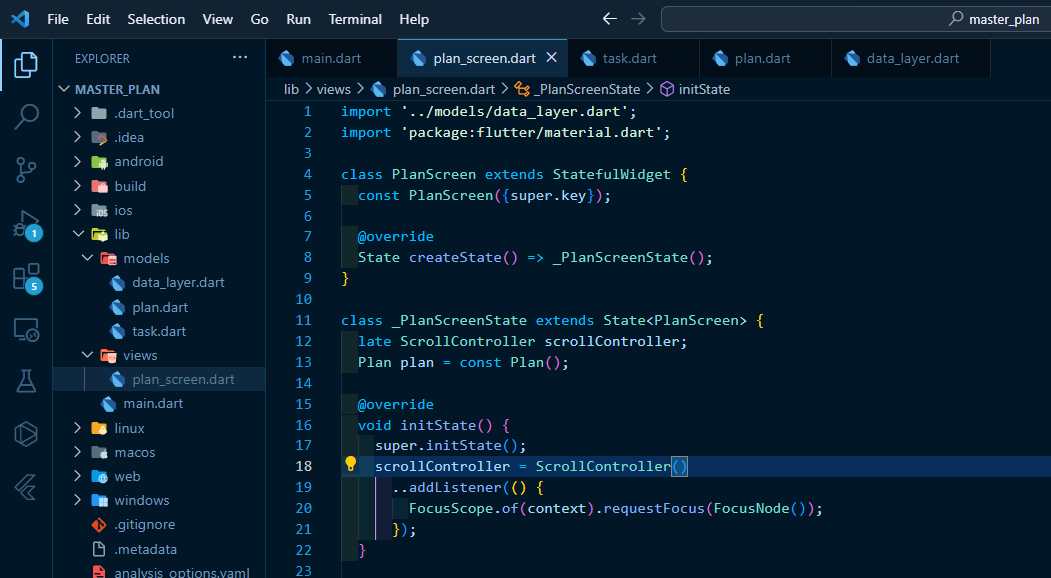 File Edit Selection View Go Run Terminal Help master_plan
EXPLORER
main.dart plan_screen.dart task.dart plan.dart data_layer.dart
MASTER_PLAN
.dart_tool
.idea
android
build
ios
lib
models
data_layer.dart
plan.dart
task.dart
views
plan_screen.dart
main.dart
linux
macos
web
windows
.gitignore
.metadata
analysis_options.yaml
1
5
lib > views > plan_screen.dart > _PlanScreenState > initState
1 import '../models/data_layer.dart';
2 import 'package:flutter/material.dart';
3
4 class PlanScreen extends StatefulWidget {
5 const PlanScreen({super.key});
6
7 @override
8 State createState() => _PlanScreenState();
9 }
10
11 class _PlanScreenState extends State<PlanScreen> {
12 late ScrollController scrollController;
13 Plan plan = const Plan();
14
15 @override
16 void initState() {
17 super.initState();
18 scrollController = ScrollController()
19 ..addListener(() {
20 FocusScope.of(context).requestFocus(FocusNode());
21 });
22 }
23